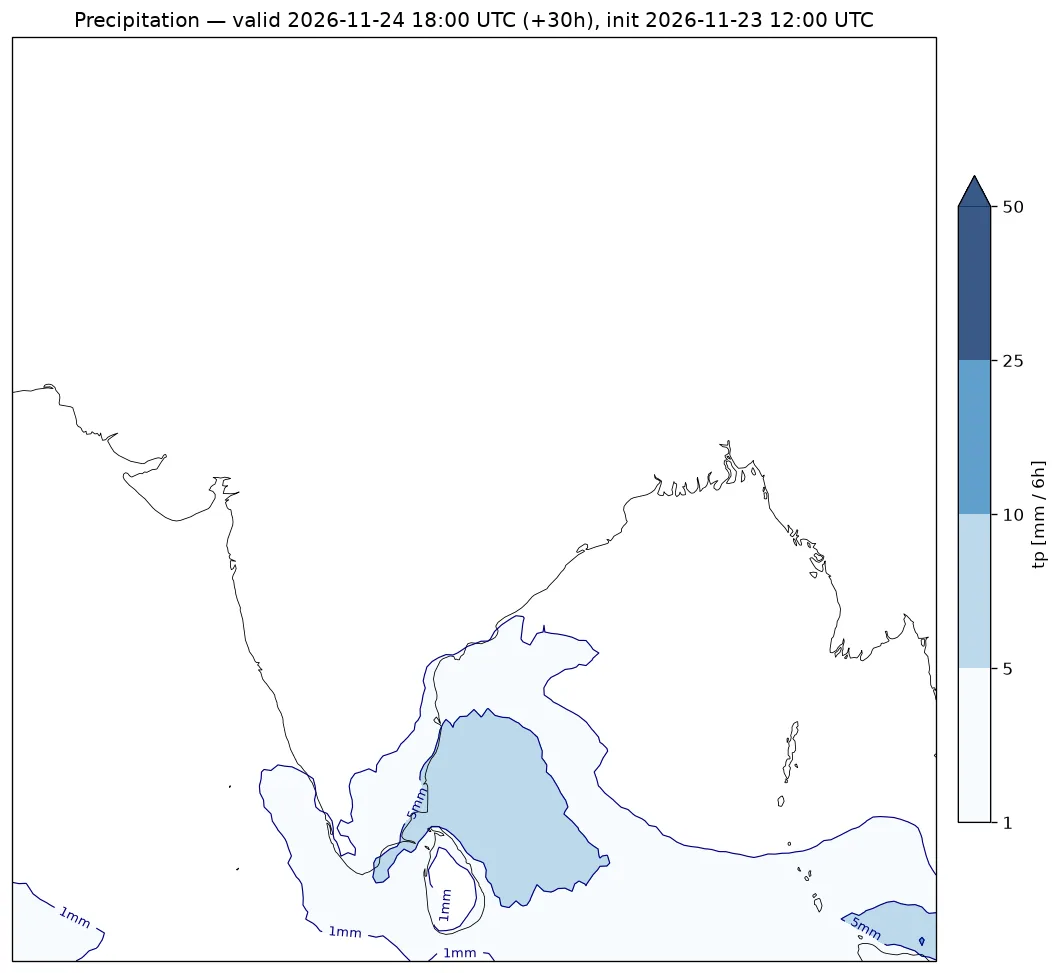 Precipitation — valid 2026-11-24 18:00 UTC (+30h), init 2026-11-23 12:00 UTC
50
25
10
5
1
tp [mm / 6h]
5mm
1mm
1mm
1mm
1mm
5mm